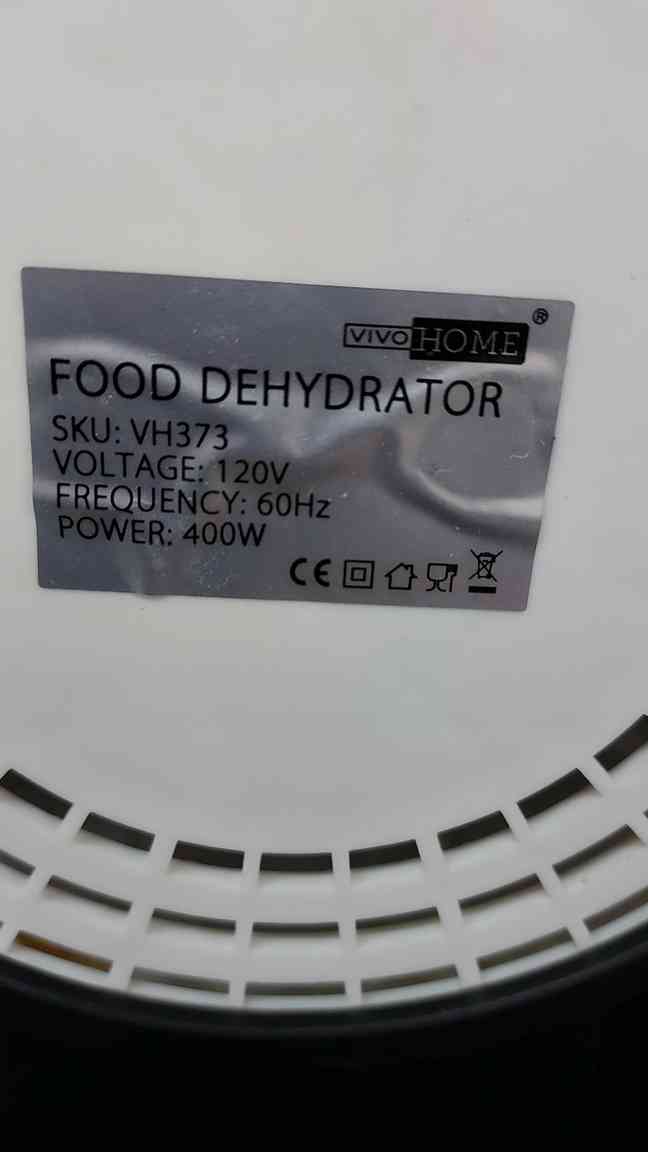 VIVOHOME®
FOOD DEHYDRATOR
SKU: VH373
VOLTAGE: 120V
FREQUENCY: 60Hz
POWER: 400W
CE